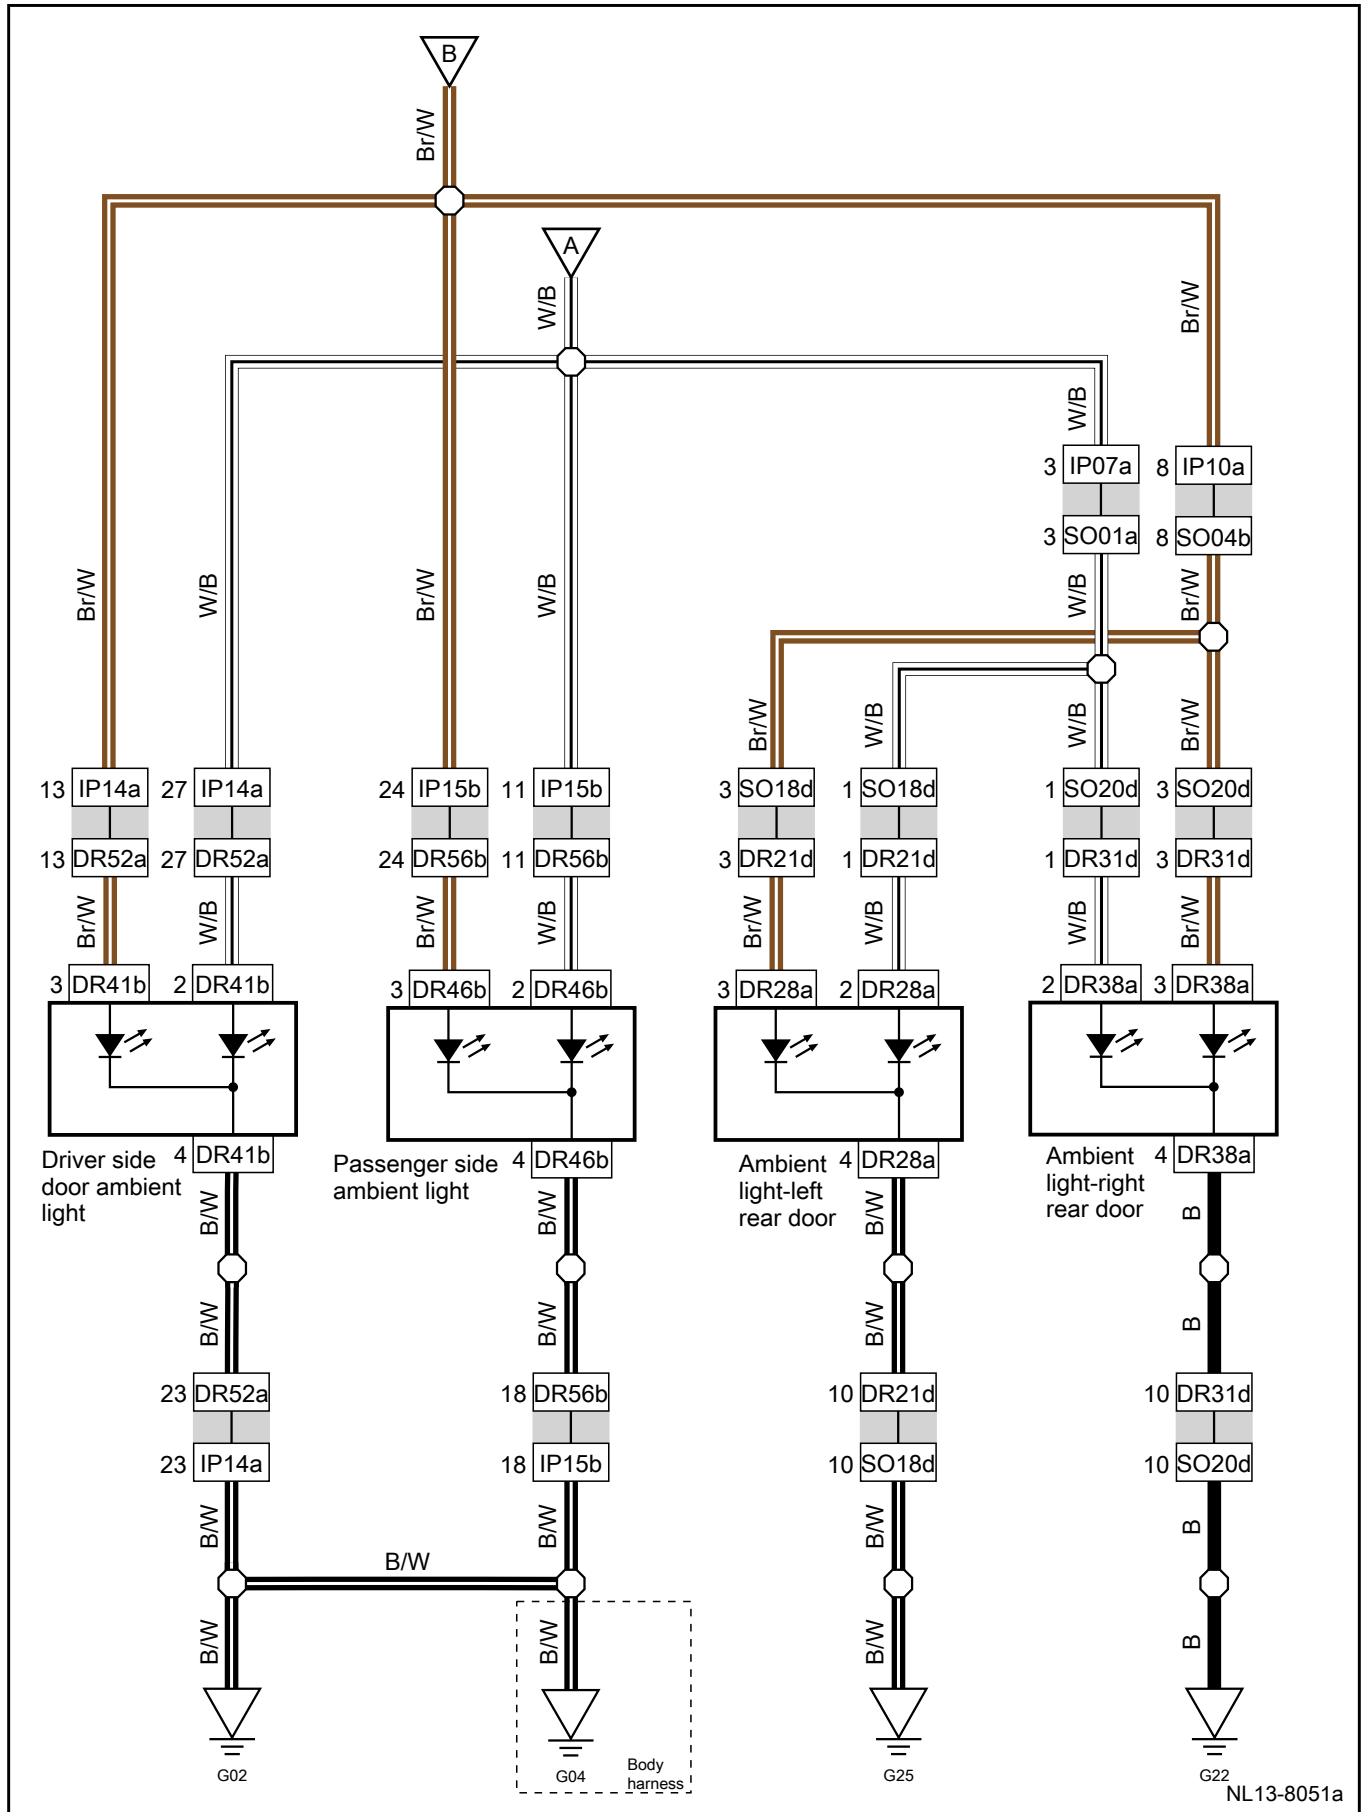 B
Br/W
A
W/B
Br/W
W/B
3 IP07a 8 IP10a
3 SO01a 8 SO04b
Br/W W/B Br/W W/B W/B Br/W
Br/W W/B W/B Br/W
13 IP14a 27 IP14a 24 IP15b 11 IP15b 3 SO18d 1 SO18d 1 SO20d 3 SO20d
13 DR52a 27 DR52a 24 DR56b 11 DR56b 3 DR21d 1 DR21d 1 DR31d 3 DR31d
Br/W W/B Br/W W/B Br/W W/B W/B Br/W
3 DR41b 2 DR41b 3 DR46b 2 DR46b 3 DR28a 2 DR28a 2 DR38a 3 DR38a
4 DR41b 4 DR46b 4 DR28a 4 DR38a
Driver side
door ambient
light
Passenger side
ambient light
Ambient
light-left
rear door
Ambient
light-right
rear door
B/W B/W B/W B
B/W B/W B/W B
23 DR52a 18 DR56b 10 DR21d 10 DR31d
23 IP14a 18 IP15b 10 SO18d 10 SO20d
B/W B/W B/W B
B/W
B/W B/W B/W B
G02 G04 G25 G22
Body
harness
NL13-8051a